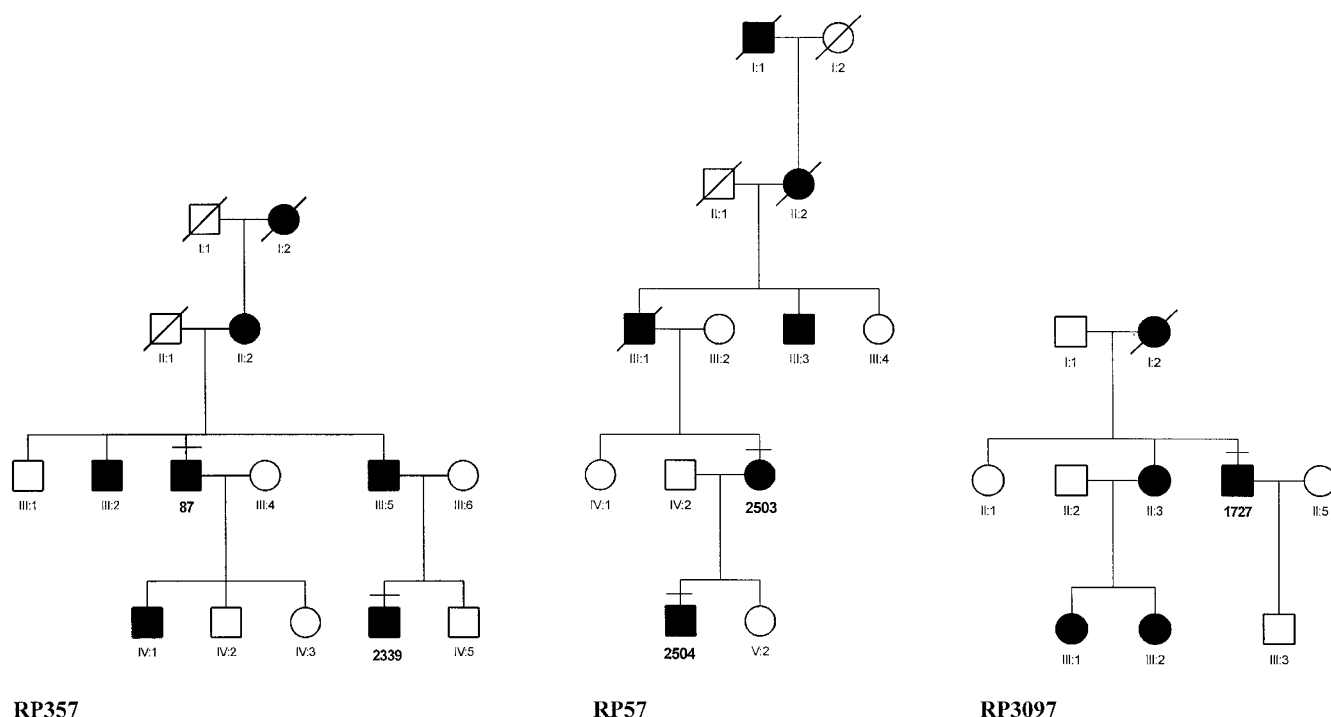 I:1 I:2
II:1 II:2
III:1 III:2 87 III:4 III:5 III:6
IV:1 IV:2 IV:3 2339 IV:5
RP357
I:1 I:2
II:1 II:2
III:1 III:2 III:3 III:4
IV:1 IV:2 2503
2504 V:2
RP57
I:1 I:2
II:1 II:2 II:3 1727 II:5
III:1 III:2 III:3
RP3097